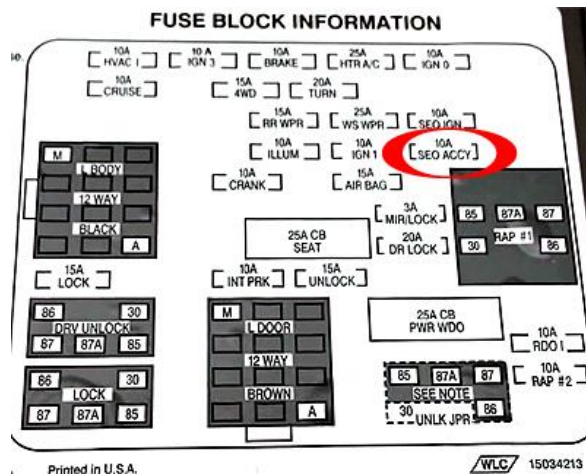 FUSE BLOCK INFORMATION
se.
10A HVAC I
10 A IGN 3
10A BRAKE
25A HTR A/C
10A IGN 0
10A CRUISE
15A 4WD
20A TURN
15A RR WPR
25A WS WPR
10A SEO IGN
10A ILLUM
10A IGN 1
10A SEO ACCY
10A CRANK
15A AIR BAG
M
L BODY
12 WAY
BLACK
A
3A MIR/LOCK
20A DR LOCK
85 87A 87
RAP #1
30 86
25A CB
SEAT
15A LOCK
10A INT PRK
15A UNLOCK
86 30
DRV UNLOCK
87 87A 85
M
L DOOR
12 WAY
BROWN
A
25A CB
PWR WDO
10A RDO I
10A RAP #2
86 30
LOCK
87 87A 85
85 87A 87
SEE NOTE
30 86
UNLK JPR
Printed in U.S.A.
WLC 15034213